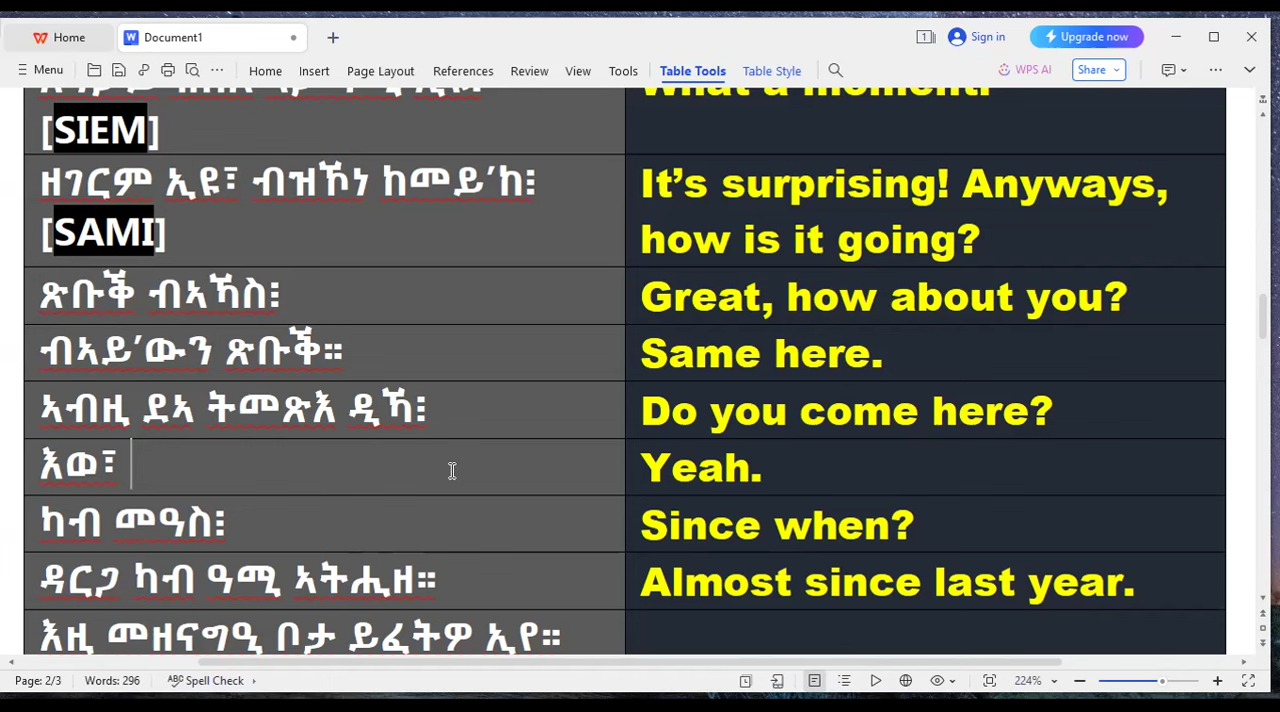 Home
Document1
1
Sign in
Upgrade now
Menu
Home Insert Page References Review View Tools Table Tools Table Style
WPS AI
Share
What a moment!
[SIEM]
ዘገርም ኢዩ፣ ብዝኾነ ከመይ’ከ፧
It’s surprising! Anyways,
[SAMI]
how is it going?
ጽቡቕ ብኣኻስ፧
Great, how about you?
ብኣይ’ውን ጽቡቕ።
Same here.
ኣብዚ ደኣ ትመጽእ ዲኻ፧
Do you come here?
እወ፣
Yeah.
ካብ መዓስ፧
Since when?
ዳርጋ ካብ ዓሚ ኣትሒዘ።
Almost since last year.
እዚ መዘናግዒ ቦታ ይፈትዎ ኢየ።
Page: 2/3
Words: 296
Spell Check
224%